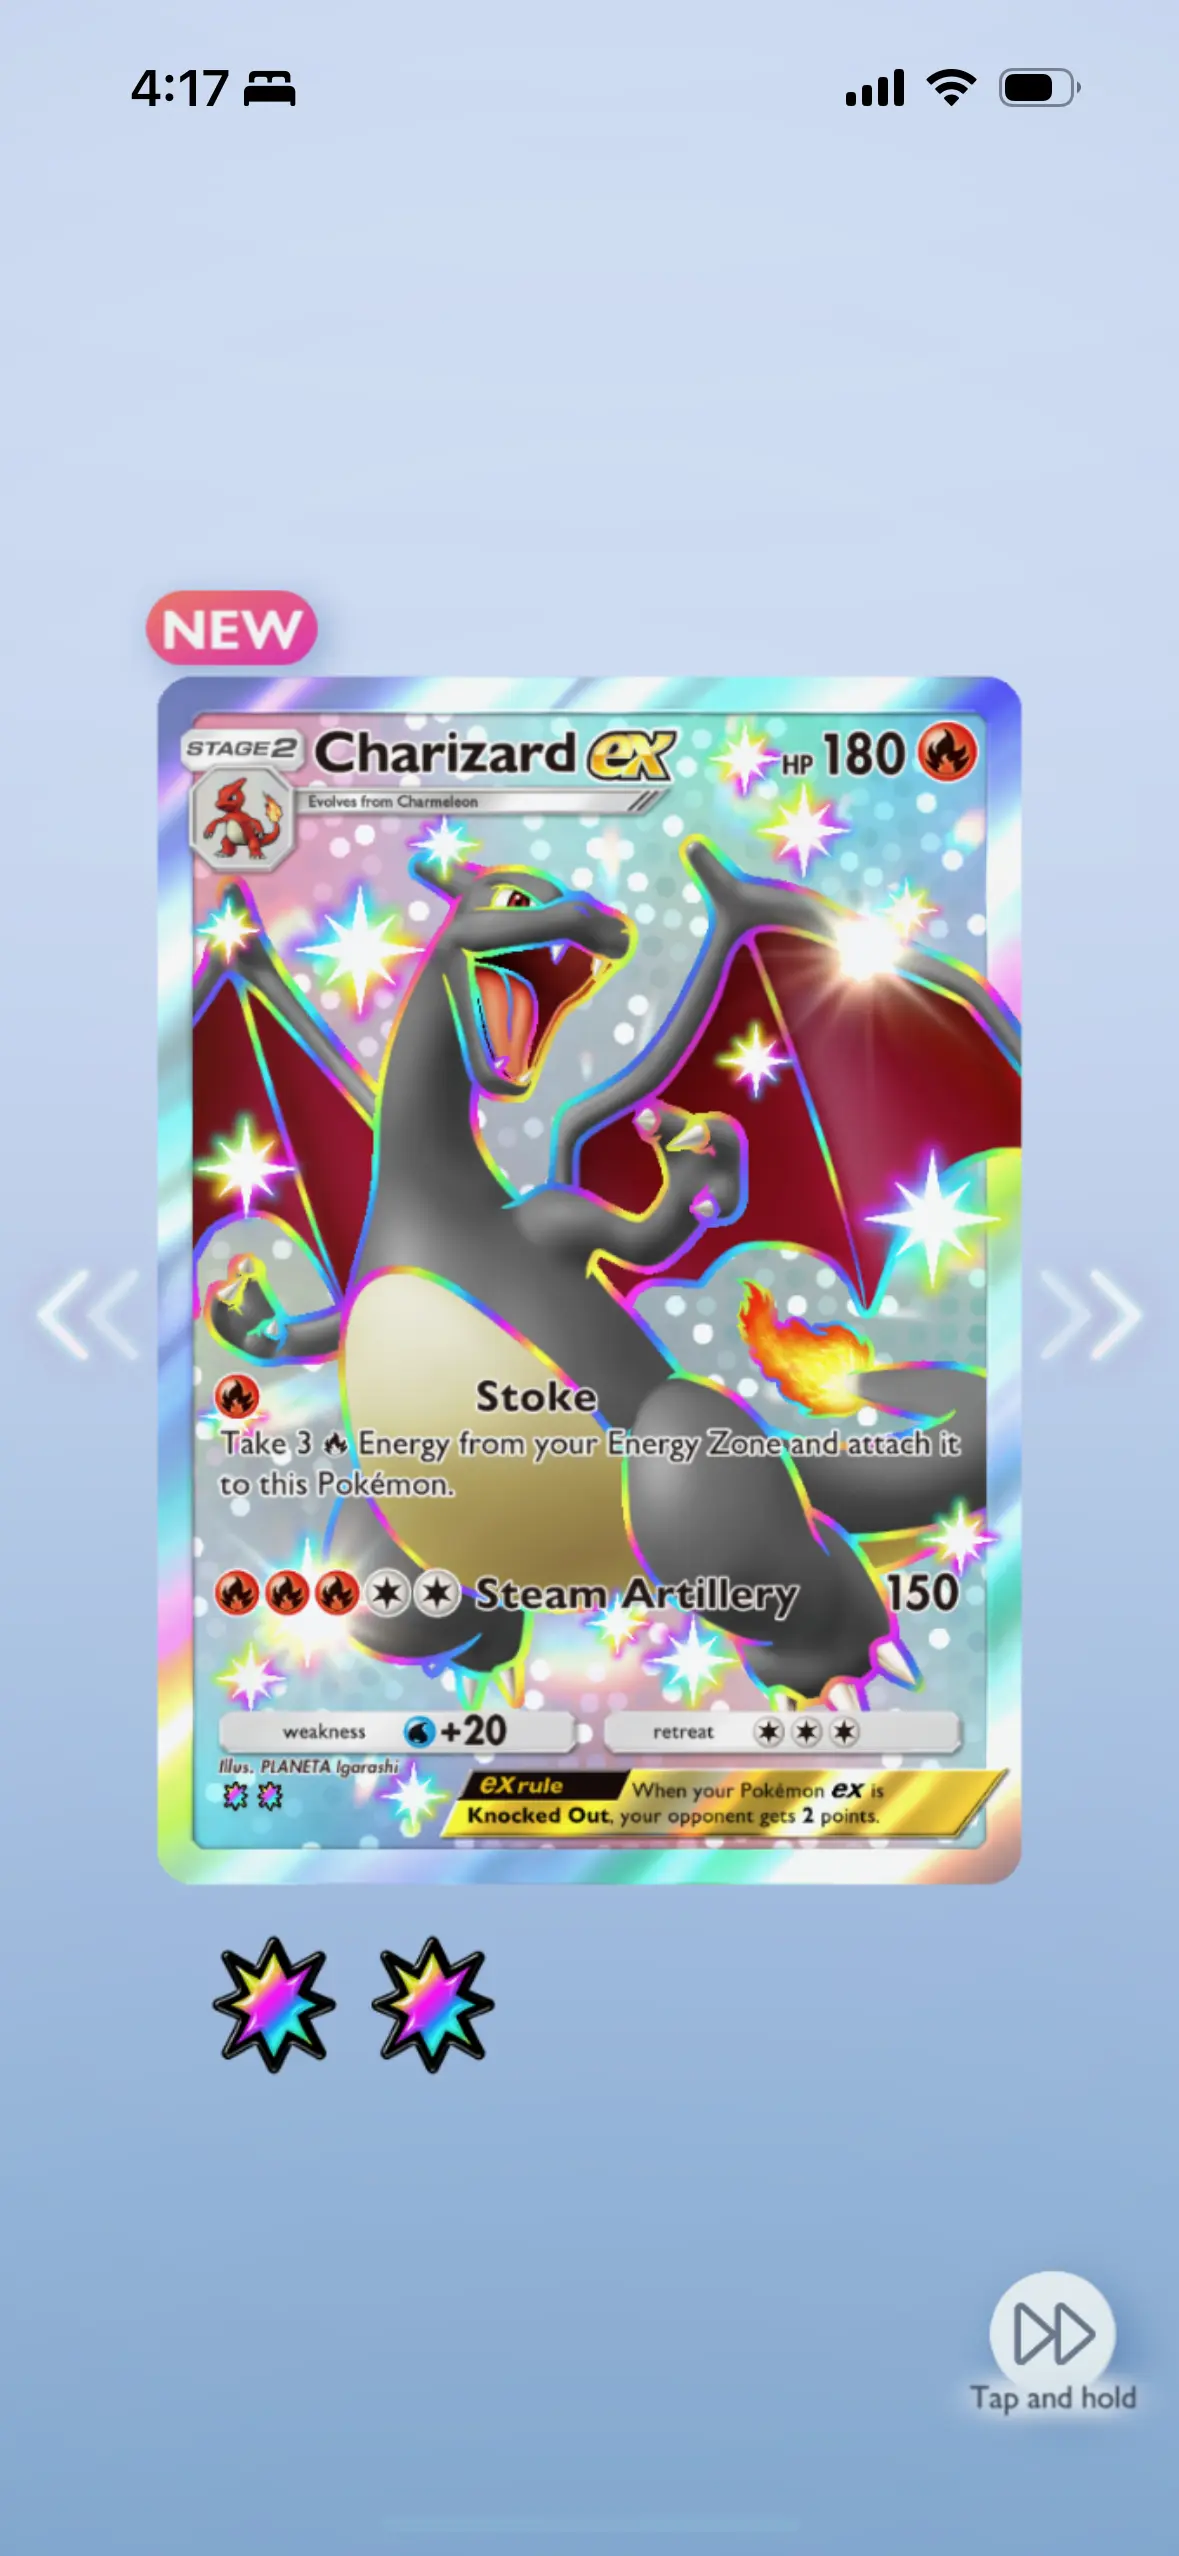 4:17
NEW
STAGE2 Charizard ex HP 180
Evolves from Charmeleon
Stoke
Take 3 Energy from your Energy Zone and attach it
to this Pokémon.
Steam Artillery 150
weakness +20 retreat
Illus. PLANETA Igarashi
ex rule When your Pokémon ex is
Knocked Out, your opponent gets 2 points.
Tap and hold